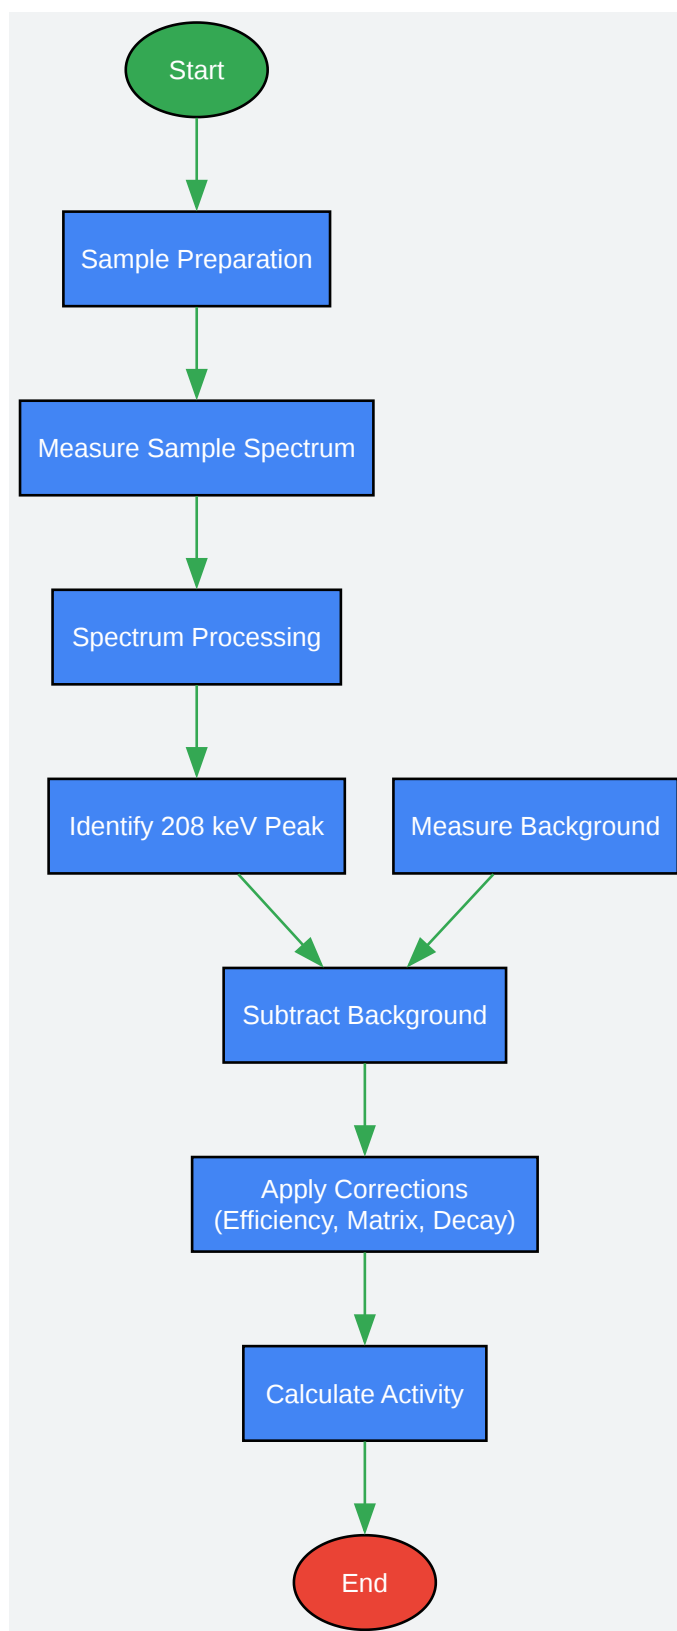 Start
Sample Preparation
Measure Sample Spectrum
Spectrum Processing
Identify 208 keV Peak
Measure Background
Subtract Background
Apply Corrections
(Efficiency, Matrix, Decay)
Calculate Activity
End